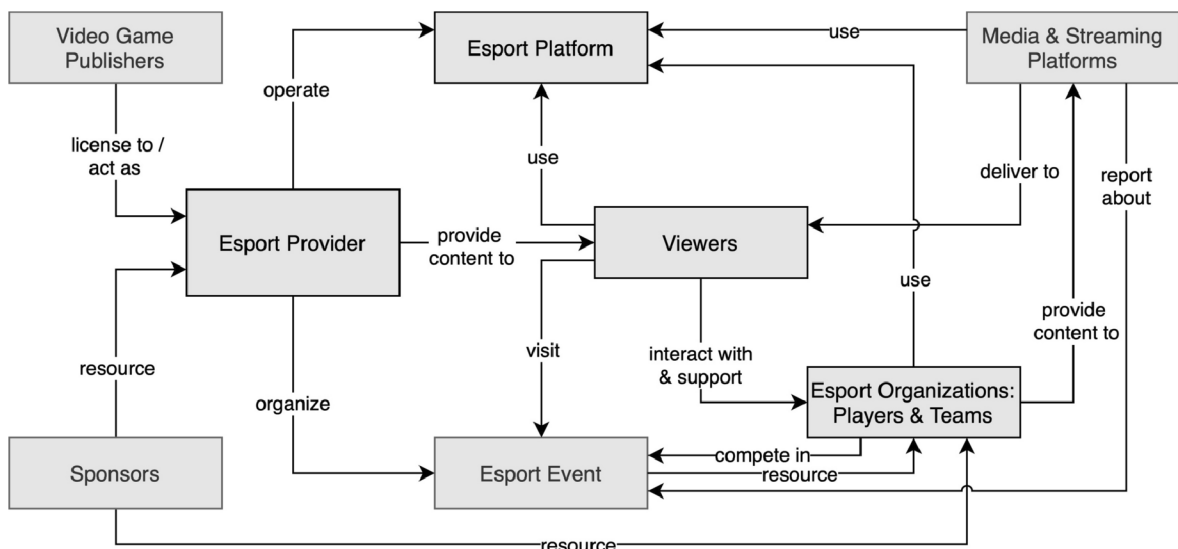 Video Game
Publishers
Esport Platform
use
Media & Streaming
Platforms
operate
license to /
act as
use
deliver to
report
about
Esport Provider
provide
content to
Viewers
use
provide
content to
resource
visit
interact with
& support
organize
Esport Organizations:
Players & Teams
Sponsors
Esport Event
compete in
resource
resource